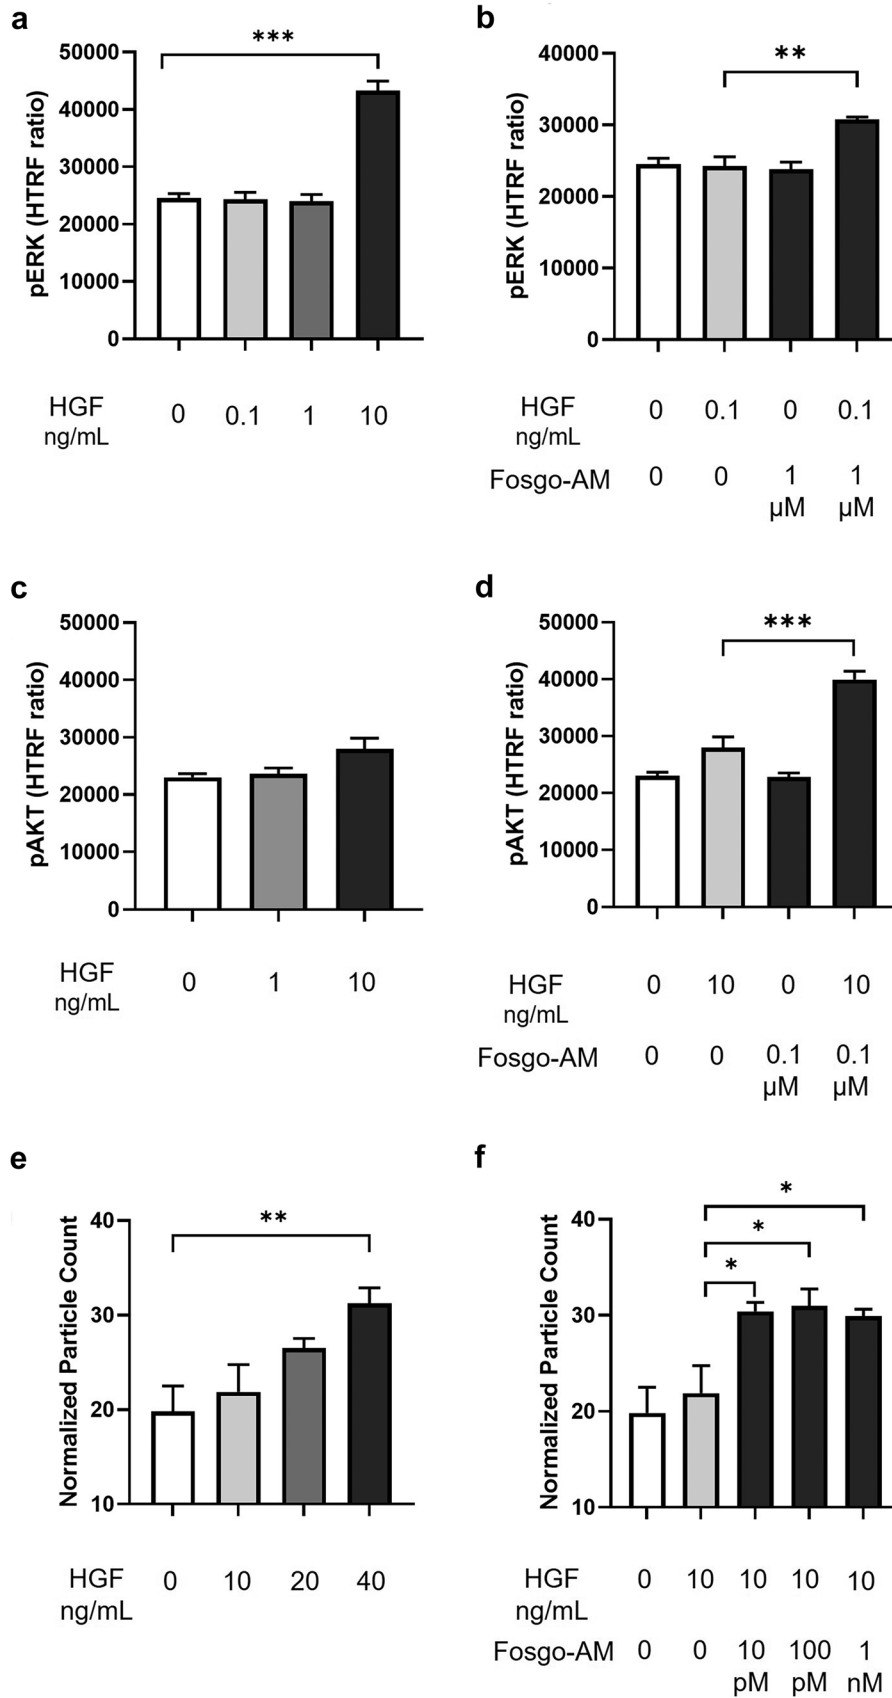 a
***
pERK (HTRF ratio)
50000
40000
30000
20000
10000
0
HGF
ng/mL
0 0.1 1 10
b
**
pERK (HTRF ratio)
40000
30000
20000
10000
0
HGF
ng/mL
0 0.1 0 0.1
Fosgo-AM 0 0 1 1
µM µM
c
pAKT (HTRF ratio)
50000
40000
30000
20000
10000
0
HGF
ng/mL
0 1 10
d
***
pAKT (HTRF ratio)
50000
40000
30000
20000
10000
0
HGF
ng/mL
0 10 0 10
Fosgo-AM 0 0 0.1 0.1
µM µM
e
**
Normalized Particle Count
40
30
20
10
HGF
ng/mL
0 10 20 40
f
*
*
*
Normalized Particle Count
40
30
20
10
HGF
ng/mL
0 10 10 10 10
Fosgo-AM 0 0 10 100 1
pM pM nM